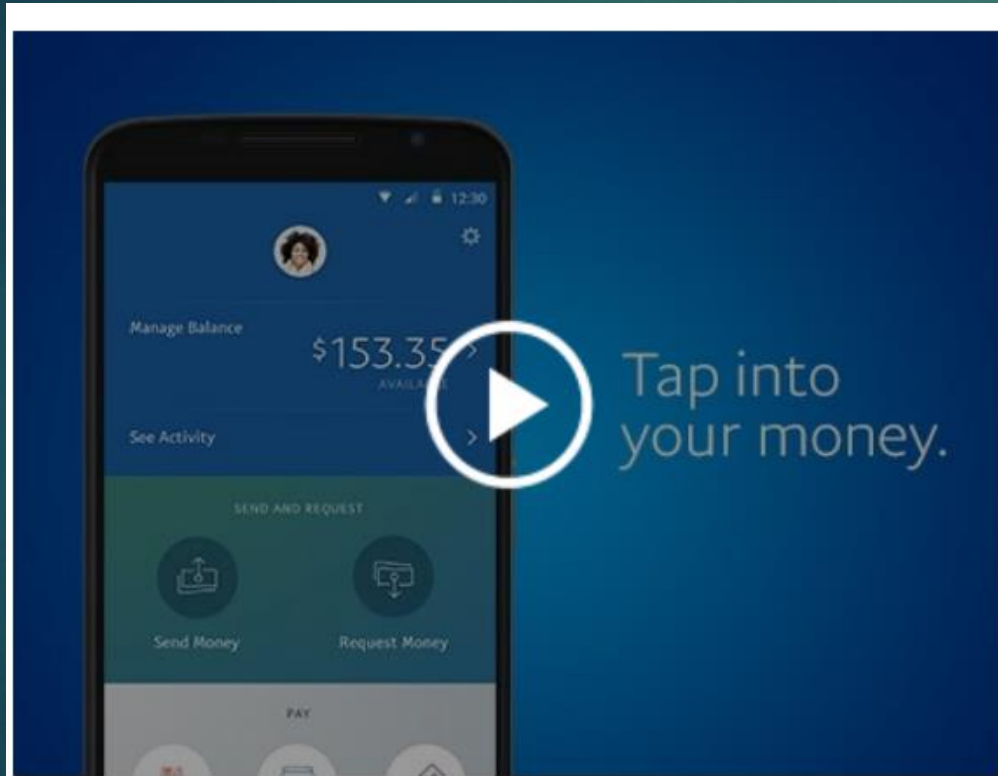 12:30
Manage Balance
$153.35
AVAILA
See Activity
SEND AND REQUEST
Send Money
Request Money
PAY
Tap into
your money.